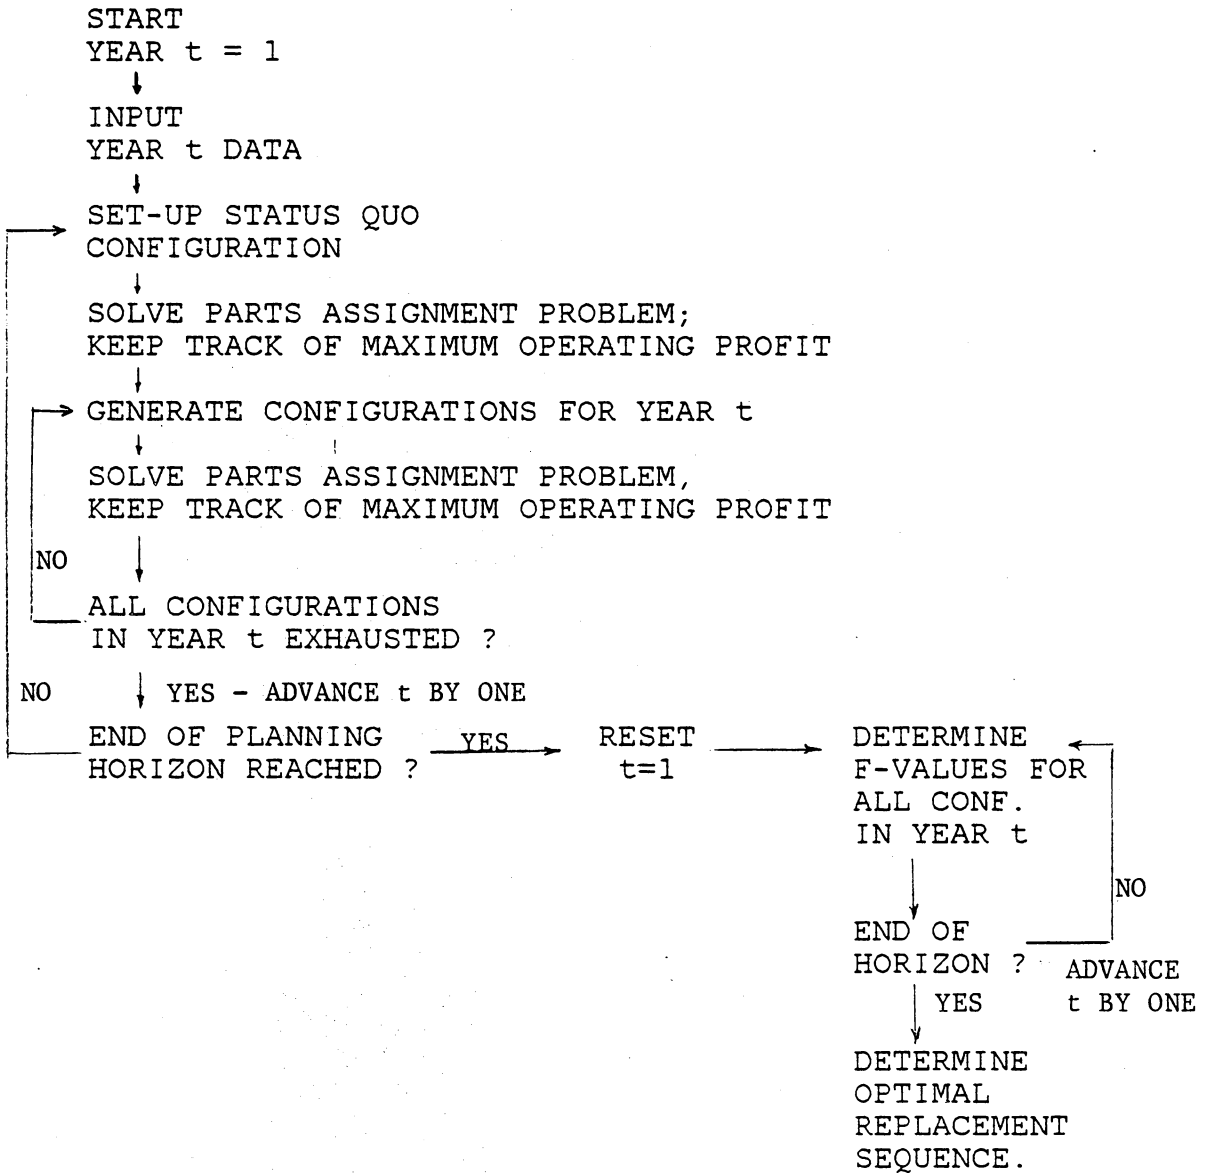 START
YEAR t = 1
INPUT
YEAR t DATA
SET-UP STATUS QUO
CONFIGURATION
SOLVE PARTS ASSIGNMENT PROBLEM;
KEEP TRACK OF MAXIMUM OPERATING PROFIT
GENERATE CONFIGURATIONS FOR YEAR t
SOLVE PARTS ASSIGNMENT PROBLEM,
KEEP TRACK OF MAXIMUM OPERATING PROFIT
NO
ALL CONFIGURATIONS
IN YEAR t EXHAUSTED ?
NO
YES - ADVANCE t BY ONE
END OF PLANNING
HORIZON REACHED ?
YES
RESET
t=1
DETERMINE
F-VALUES FOR
ALL CONF.
IN YEAR t
NO
END OF
HORIZON ?
ADVANCE
t BY ONE
YES
DETERMINE
OPTIMAL
REPLACEMENT
SEQUENCE.